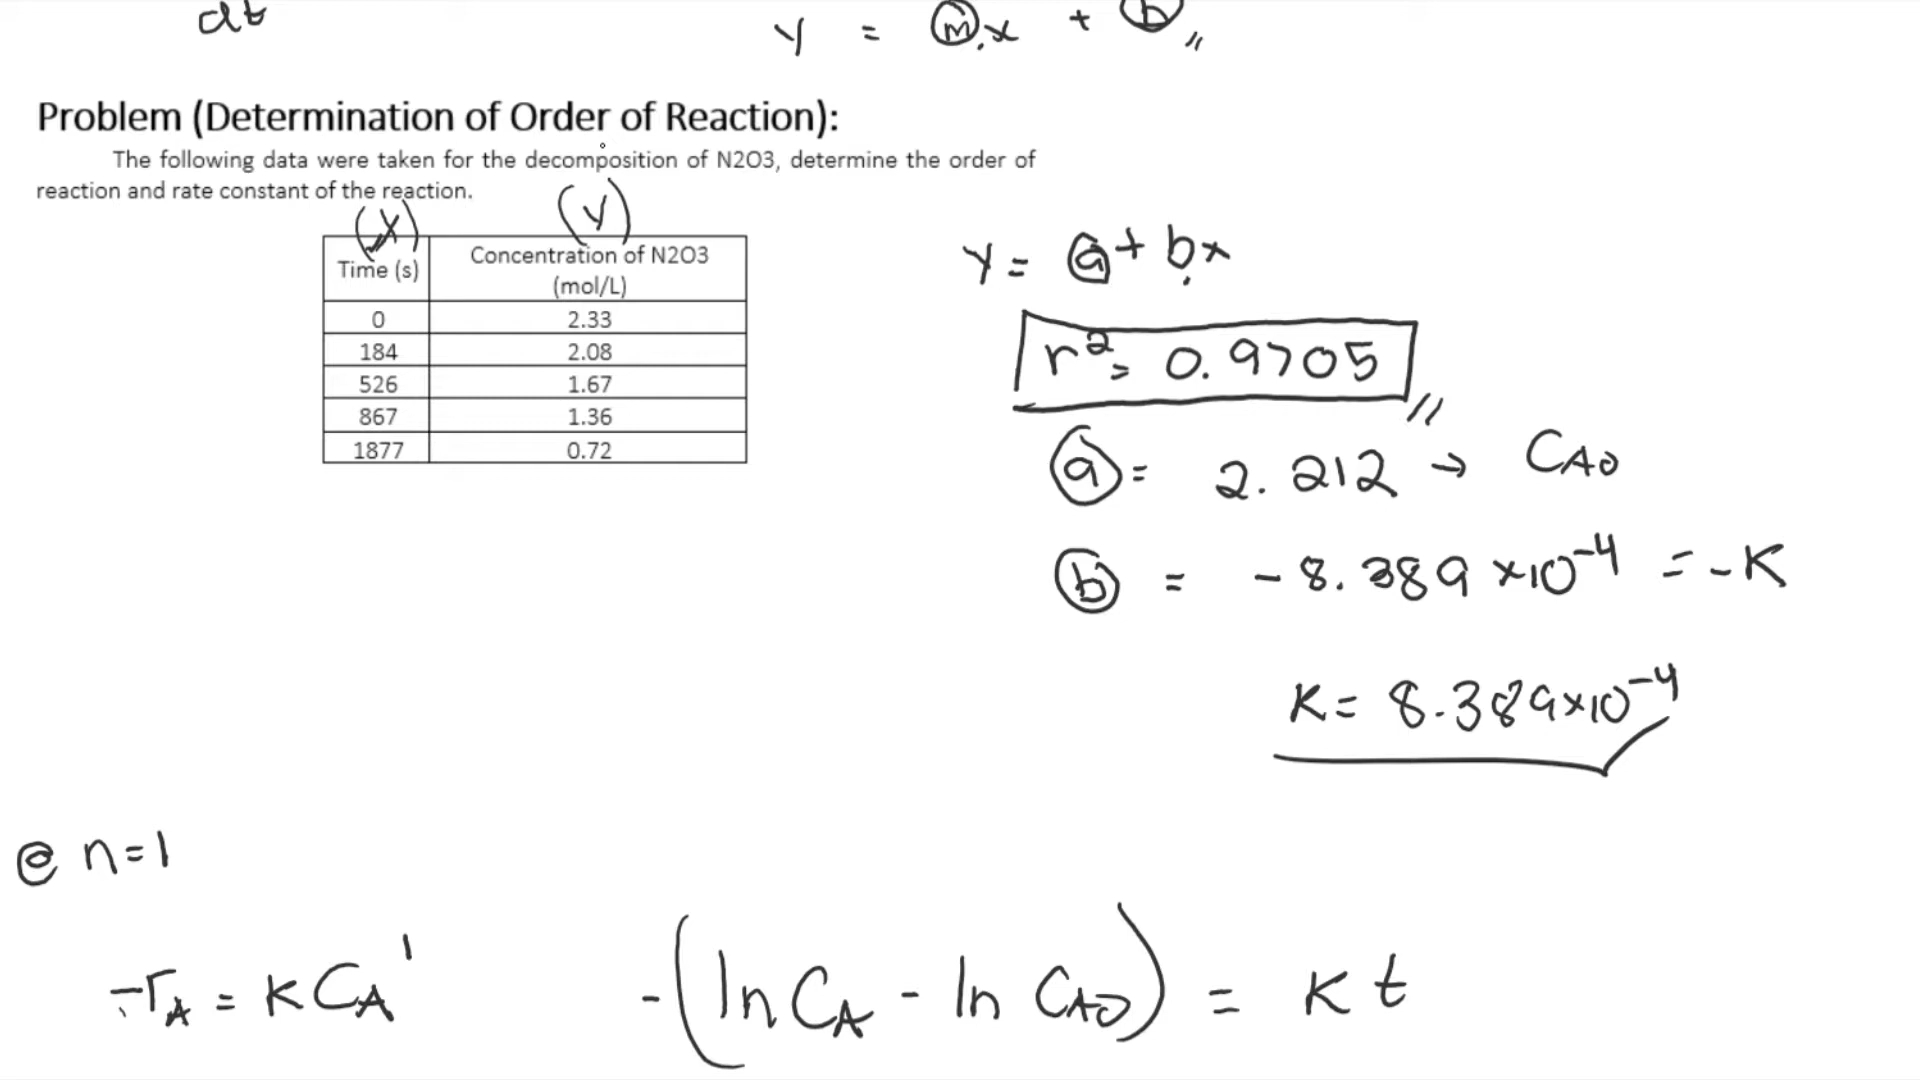 dt
y = m.x + b,,
Problem (Determination of Order of Reaction):
The following data were taken for the decomposition of N2O3, determine the order of
reaction and rate constant of the reaction.
(x) (y)
Time (s) Concentration of N2O3
(mol/L)
0 2.33
184 2.08
526 1.67
867 1.36
1877 0.72
y = a + bx
r² = 0.9705 //
a = 2.212 → CAO
b = -8.389 ×10⁻⁴ = -K
K = 8.389×10⁻⁴
@ n=1
-rA = KCA¹ -(ln CA - ln CAO) = Kt